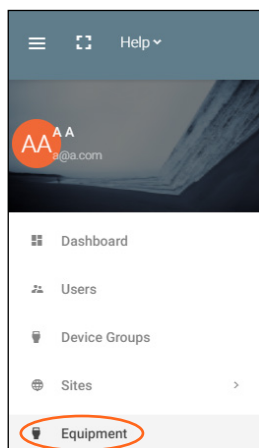 Help
AA
A A
a@a.com
Dashboard
Users
Device Groups
Sites
Equipment